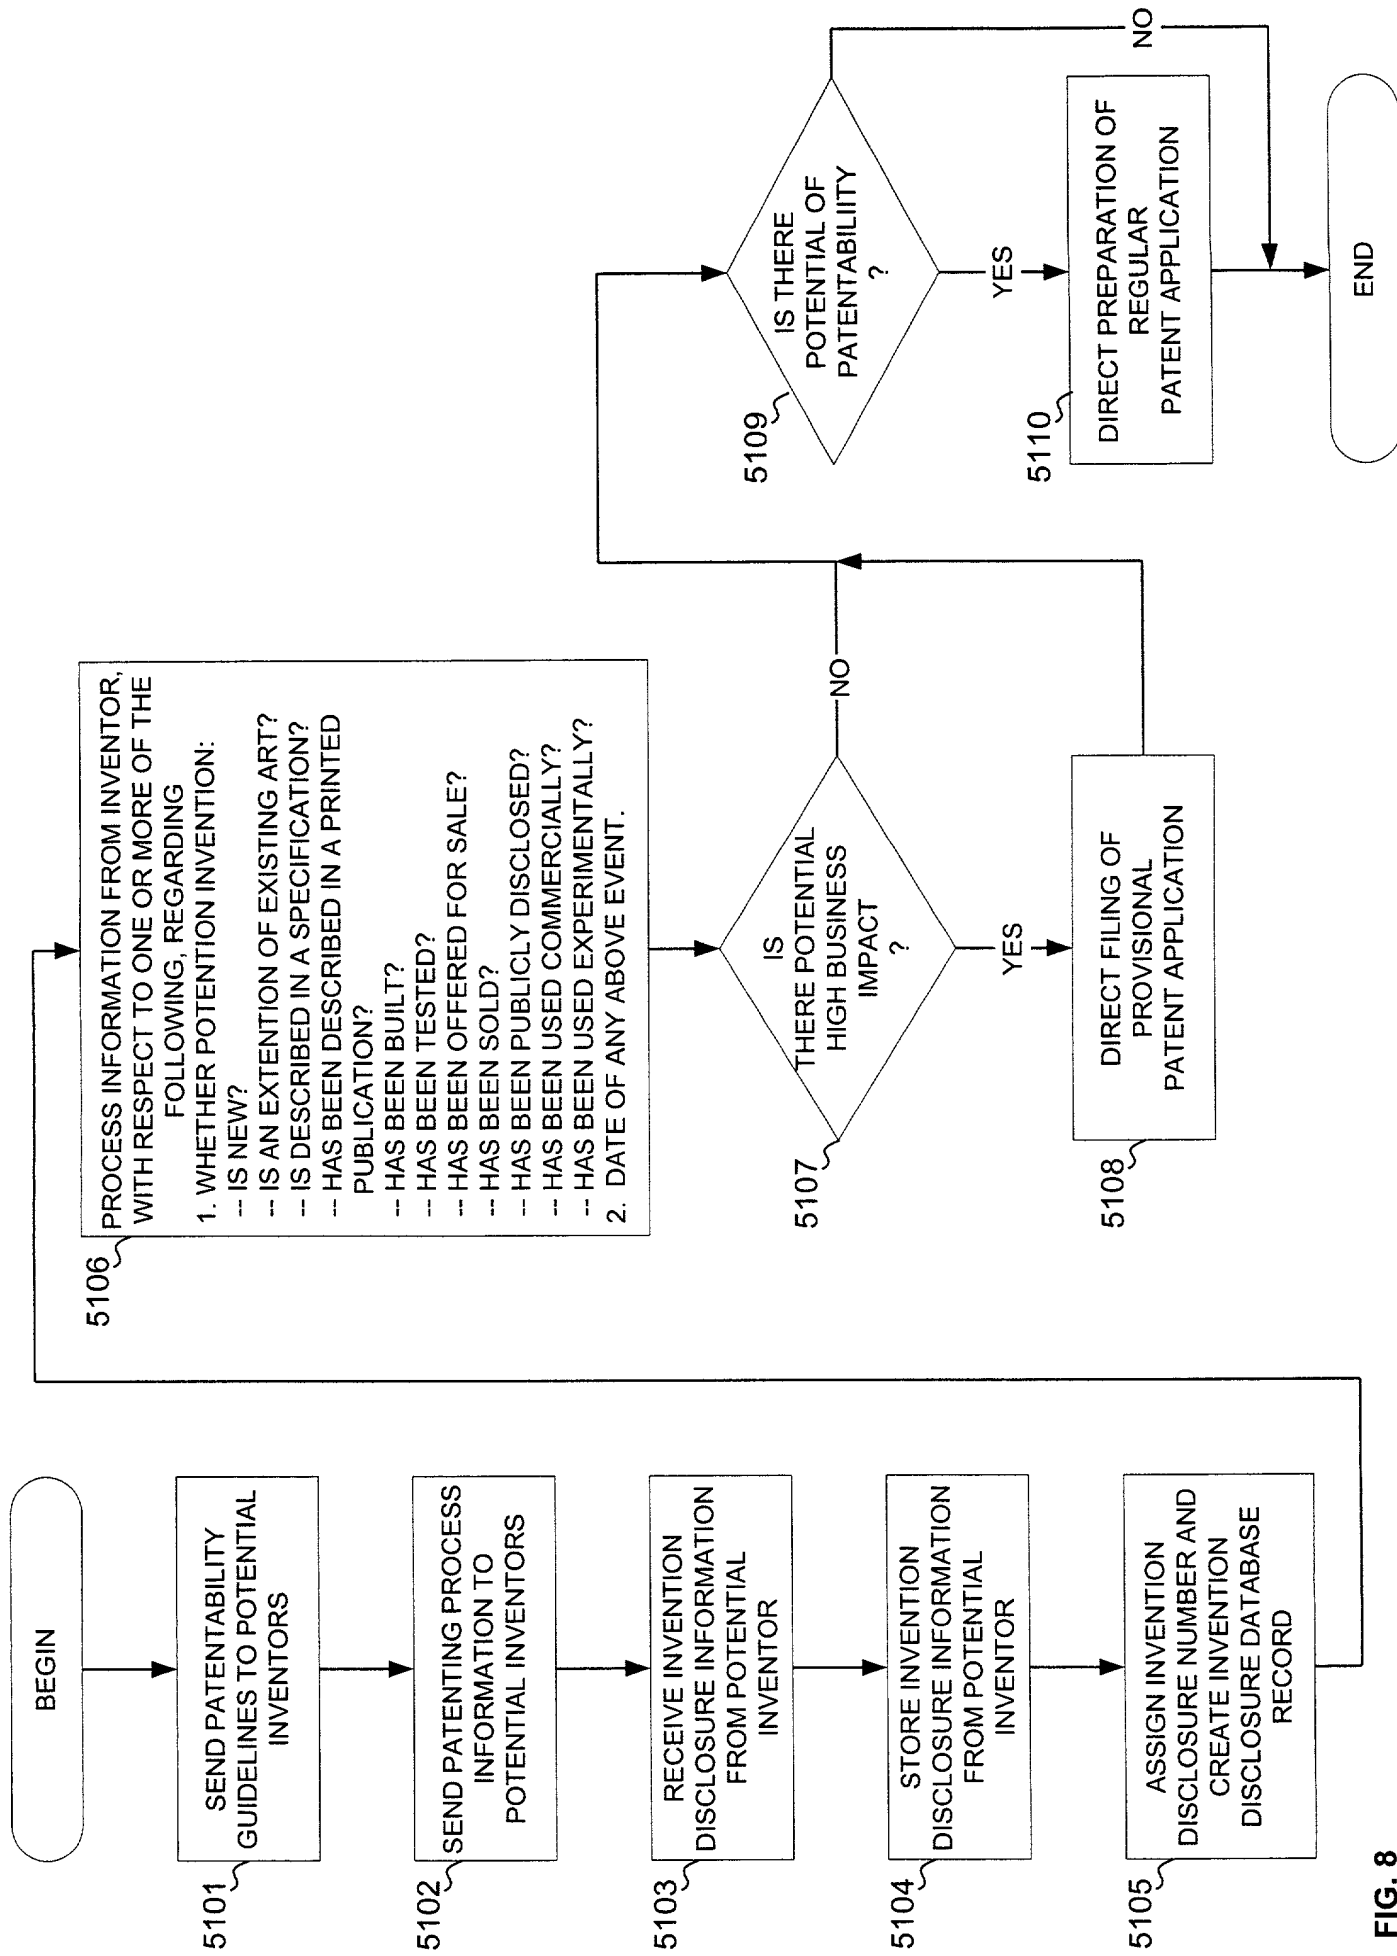 BEGIN
5101
SEND PATENTABILITY
GUIDELINES TO POTENTIAL
INVENTORS
5102
SEND PATENTING PROCESS
INFORMATION TO
POTENTIAL INVENTORS
5103
RECEIVE INVENTION
DISCLOSURE INFORMATION
FROM POTENTIAL
INVENTOR
5104
STORE INVENTION
DISCLOSURE INFORMATION
FROM POTENTIAL
INVENTOR
5105
ASSIGN INVENTION
DISCLOSURE NUMBER AND
CREATE INVENTION
DISCLOSURE DATABASE
RECORD
5106
PROCESS INFORMATION FROM INVENTOR,
WITH RESPECT TO ONE OR MORE OF THE
FOLLOWING, REGARDING
1. WHETHER POTENTION INVENTION:
-- IS NEW?
-- IS AN EXTENTION OF EXISTING ART?
-- IS DESCRIBED IN A SPECIFICATION?
-- HAS BEEN DESCRIBED IN A PRINTED
PUBLICATION?
-- HAS BEEN BUILT?
-- HAS BEEN TESTED?
-- HAS BEEN OFFERED FOR SALE?
-- HAS BEEN SOLD?
-- HAS BEEN PUBLICLY DISCLOSED?
-- HAS BEEN USED COMMERCIALLY?
-- HAS BEEN USED EXPERIMENTALLY?
2. DATE OF ANY ABOVE EVENT.
5107
IS
THERE POTENTIAL
HIGH BUSINESS
IMPACT
?
NO
YES
5108
DIRECT FILING OF
PROVISIONAL
PATENT APPLICATION
5109
IS THERE
POTENTIAL OF
PATENTABILIITY
?
NO
YES
5110
DIRECT PREPARATION OF
REGULAR
PATENT APPLICATION
END
FIG. 8